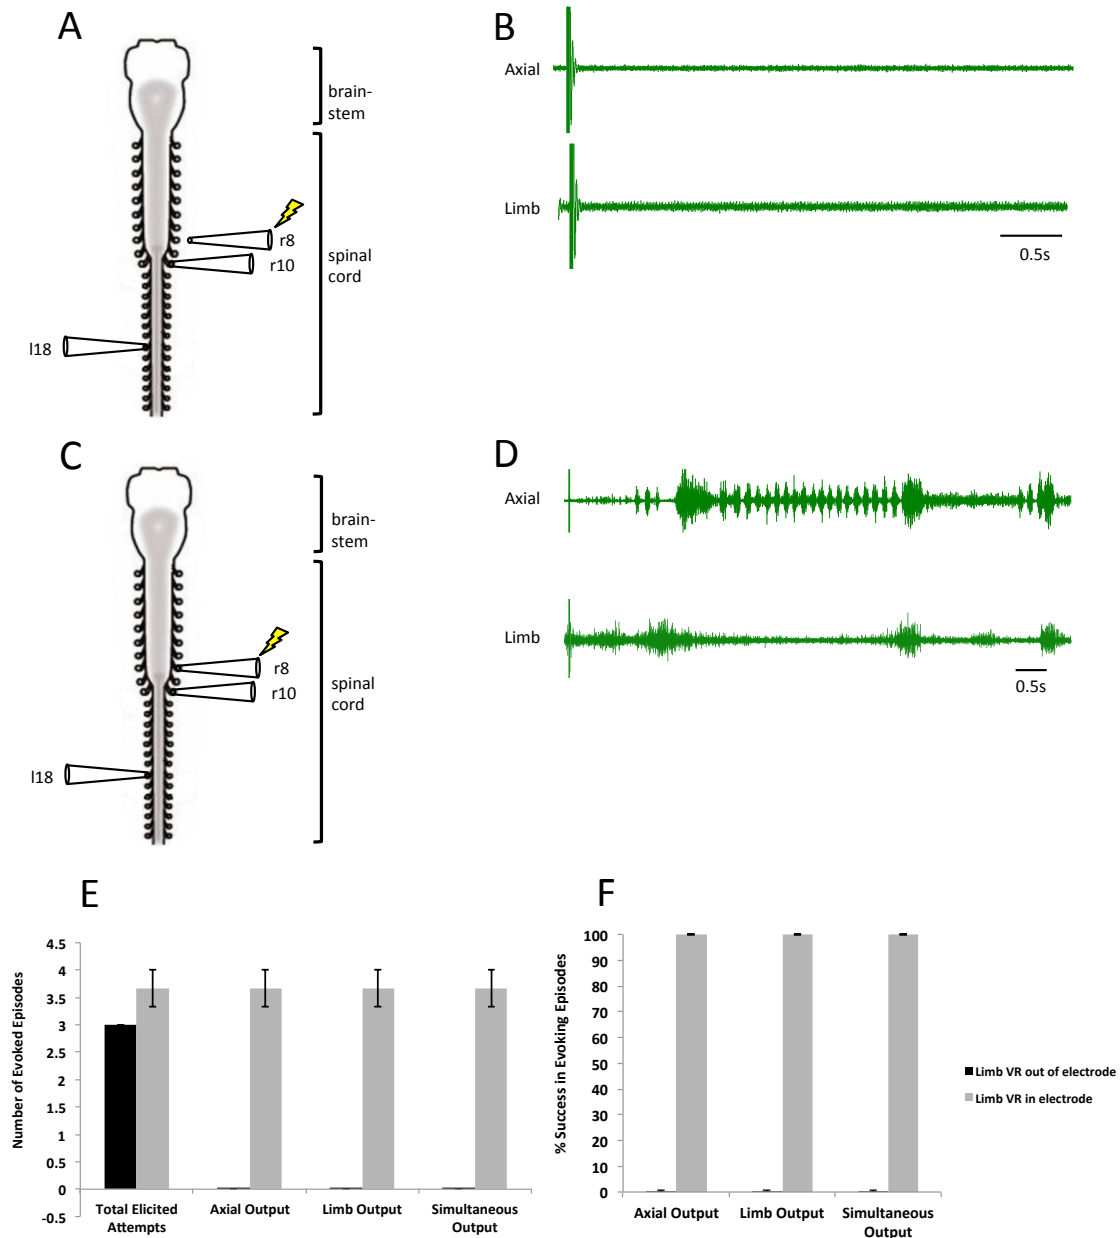 A
brain-
stem
r8
r10
spinal
cord
l18
B
Axial
Limb
0.5s
C
brain-
stem
r8
r10
spinal
cord
l18
D
Axial
Limb
0.5s
E
Number of Evoked Episodes
4.5
4
3.5
3
2.5
2
1.5
1
0.5
0
-0.5
Total Elicited
Attempts
Axial Output
Limb Output
Simultaneous
Output
F
% Success in Evoking Episodes
100
90
80
70
60
50
40
30
20
10
0
Axial Output
Limb Output
Simultaneous
Output
Limb VR out of electrode
Limb VR in electrode